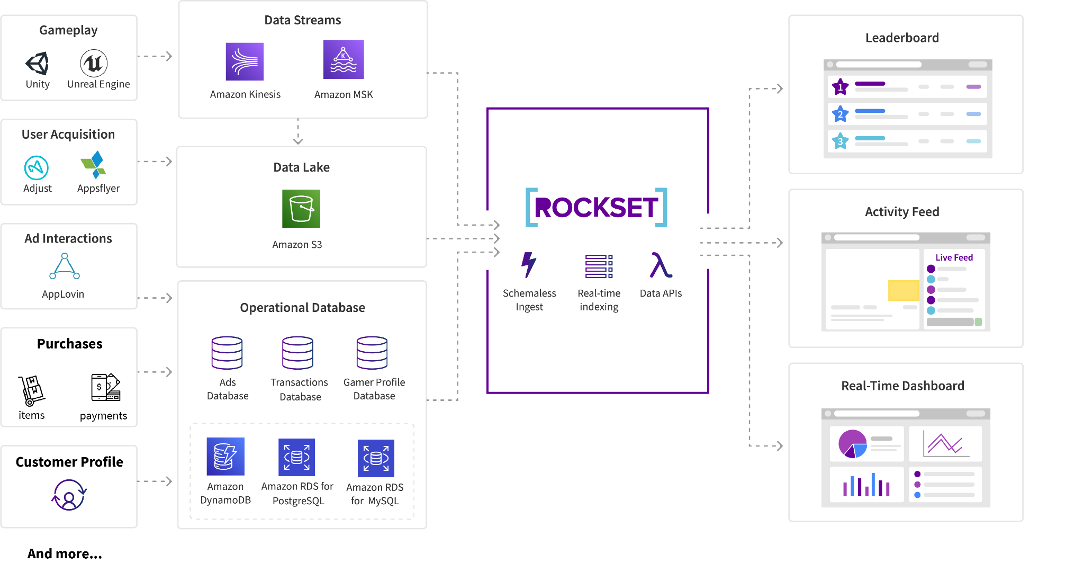 Gameplay
Unity
Unreal Engine
User Acquisition
Adjust
Appsflyer
Ad Interactions
AppLovin
Purchases
items
payments
Customer Profile
And more...
Data Streams
Amazon Kinesis
Amazon MSK
Data Lake
Amazon S3
Operational Database
Ads
Database
Transactions
Database
Gamer Profile
Database
Amazon
DynamoDB
Amazon RDS for
PostgreSQL
Amazon RDS
for MySQL
[ROCKSET]
Schemaless
Ingest
Real-time
indexing
Data APIs
Leaderboard
1
2
3
Activity Feed
Live Feed
Real-Time Dashboard